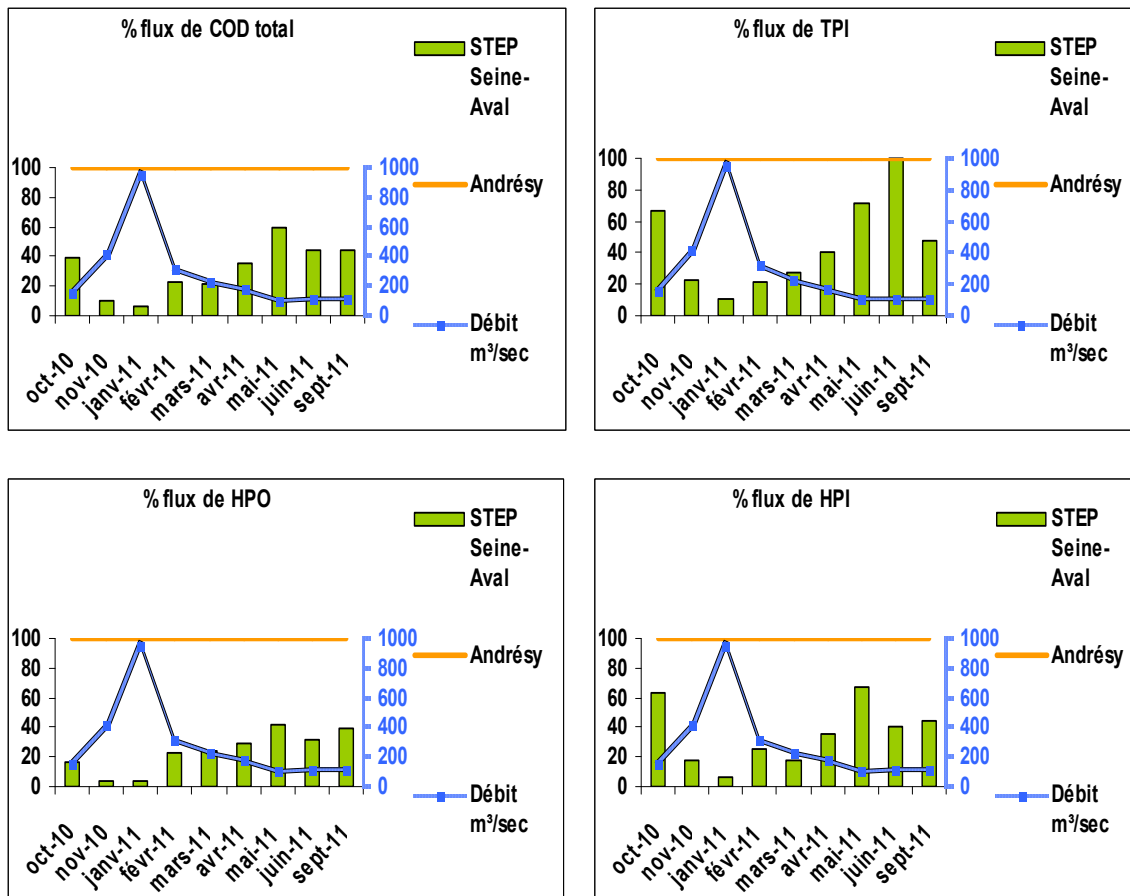 % flux de COD total
STEP
Seine-
Aval
100
80
60
40
20
0
1000
800
600
400
200
0
Andrésy
Débit
m³/sec
oct-10
nov-10
janv-11
févr-11
mars-11
avr-11
mai-11
juin-11
sept-11
% flux de TPI
STEP
Seine-
Aval
100
80
60
40
20
0
1000
800
600
400
200
0
Andrésy
Débit
m³/sec
oct-10
nov-10
janv-11
févr-11
mars-11
avr-11
mai-11
juin-11
sept-11
% flux de HPO
STEP
Seine-
Aval
100
80
60
40
20
0
1000
800
600
400
200
0
Andrésy
Débit
m³/sec
oct-10
nov-10
janv-11
févr-11
mars-11
avr-11
mai-11
juin-11
sept-11
% flux de HPI
STEP
Seine-
Aval
100
80
60
40
20
0
1000
800
600
400
200
0
Andrésy
Débit
m³/sec
oct-10
nov-10
janv-11
févr-11
mars-11
avr-11
mai-11
juin-11
sept-11